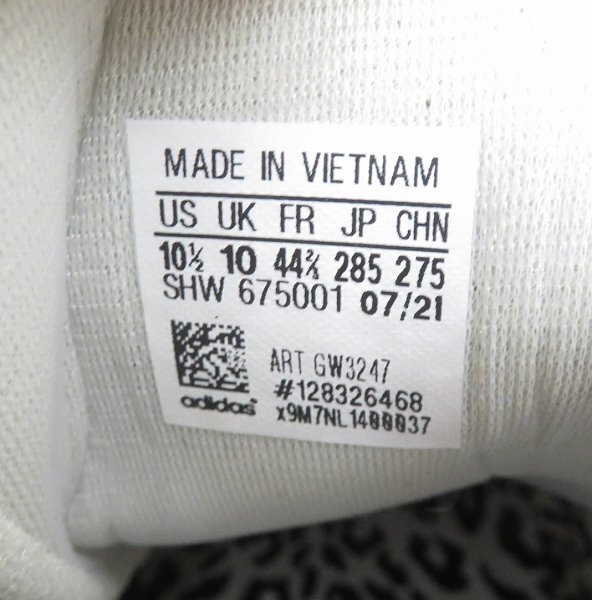 MADE IN VIETNAM
US UK FR JP CHN
10½ 10 44⅔ 285 275
SHW 675001 07/21
ART GW3247
#128326468
adidas x9M7NL1400037